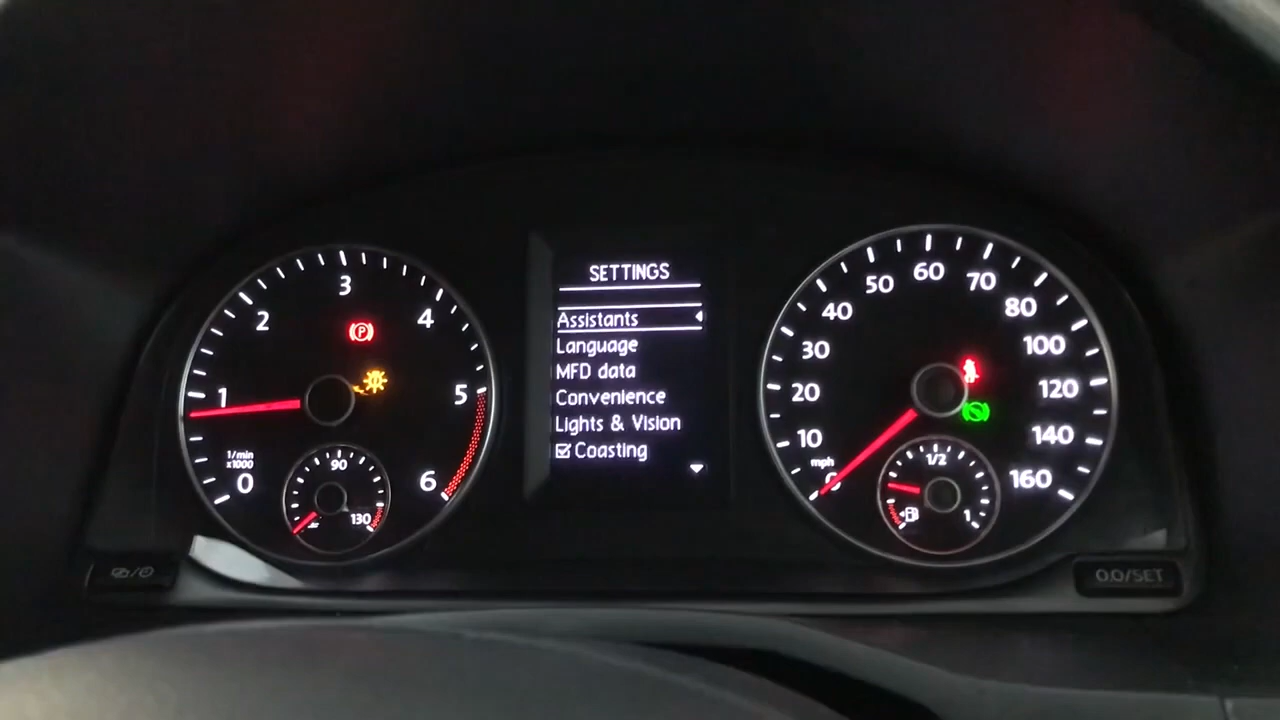 SETTINGS
Assistants
Language
MFD data
Convenience
Lights & Vision
Coasting
0
1
2
3
4
5
6
1/min
x1000
90
130
P
mph
0
10
20
30
40
50
60
70
80
100
120
140
160
1/2
1
0.0/SET